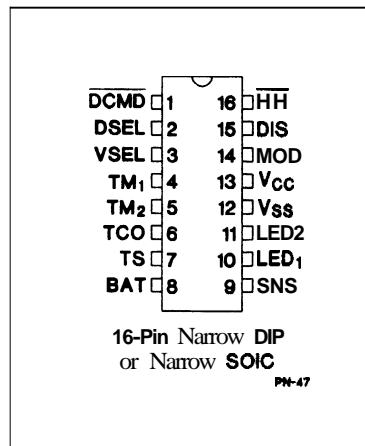 DCMD 1 16 HH
DSEL 2 15 DIS
VSEL 3 14 MOD
TM1 4 13 VCC
TM2 5 12 VSS
TCO 6 11 LED2
TS 7 10 LED1
BAT 8 9 SNS
16-Pin Narrow DIP
or Narrow SOIC
PN-47